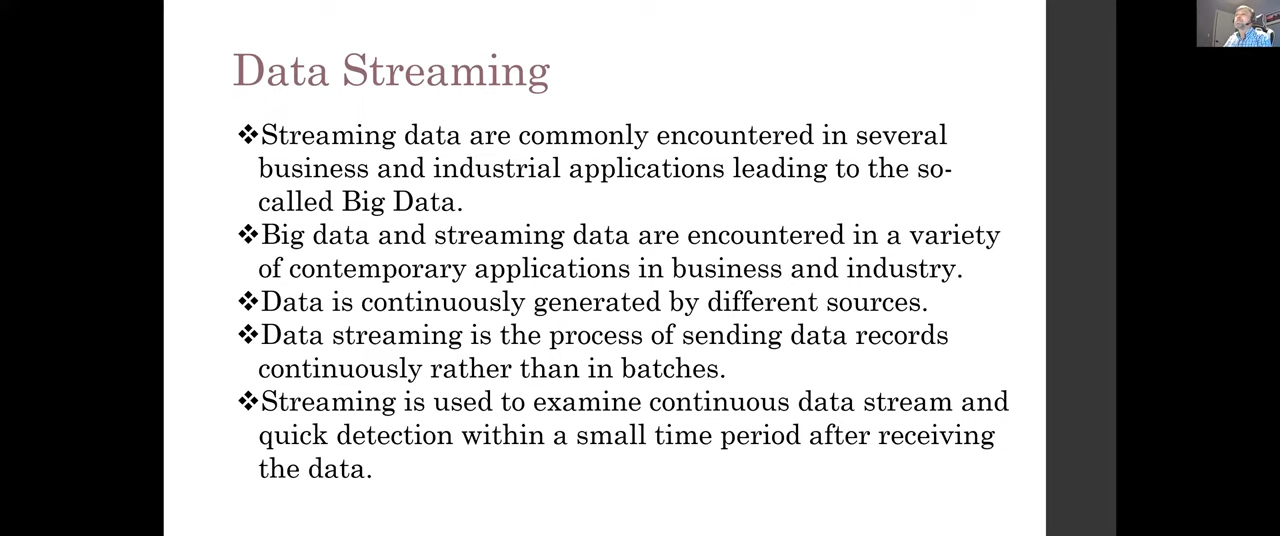 Data Streaming
❖Streaming data are commonly encountered in several
business and industrial applications leading to the so-
called Big Data.
❖Big data and streaming data are encountered in a variety
of contemporary applications in business and industry.
❖Data is continuously generated by different sources.
❖Data streaming is the process of sending data records
continuously rather than in batches.
❖Streaming is used to examine continuous data stream and
quick detection within a small time period after receiving
the data.